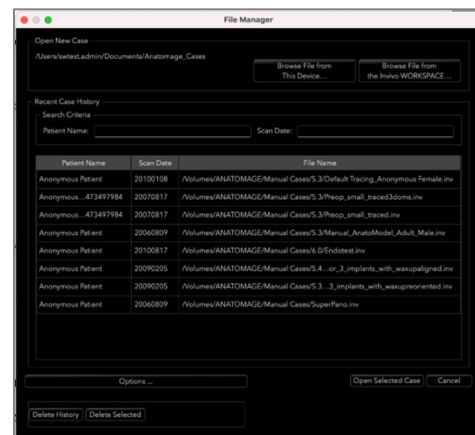 File Manager
Open New Case
/Users/swtest.admin/Documents/Anatomage_Cases
Browse File from
This Device...
Browse File from
the Invivo WORKSPACE...
Recent Case History
Search Criteria
Patient Name:
Scan Date:
Patient Name Scan Date File Name
Anonymous Patient 20100108 /Volumes/ANATOMAGE/Manual Cases/5.3/Default Tracing_Anonymous Female.inv
Anonymous...473497984 20070817 /Volumes/ANATOMAGE/Manual Cases/5.3/Preop_small_traced3doms.inv
Anonymous...473497984 20070817 /Volumes/ANATOMAGE/Manual Cases/5.3/Preop_small_traced.inv
Anonymous Patient 20060809 /Volumes/ANATOMAGE/Manual Cases/5.3/Manual_AnatoModel_Adult_Male.inv
Anonymous Patient 20100817 /Volumes/ANATOMAGE/Manual Cases/6.0/Endotest.inv
Anonymous Patient 20090205 /Volumes/ANATOMAGE/Manual Cases/5.4...or_3_implants_with_waxupaligned.inv
Anonymous Patient 20090205 /Volumes/ANATOMAGE/Manual Cases/5.3...3_implants_with_waxupreoriented.inv
Anonymous Patient 20060809 /Volumes/ANATOMAGE/Manual Cases/SuperPano.inv
Options ...
Open Selected Case
Cancel
Delete History
Delete Selected